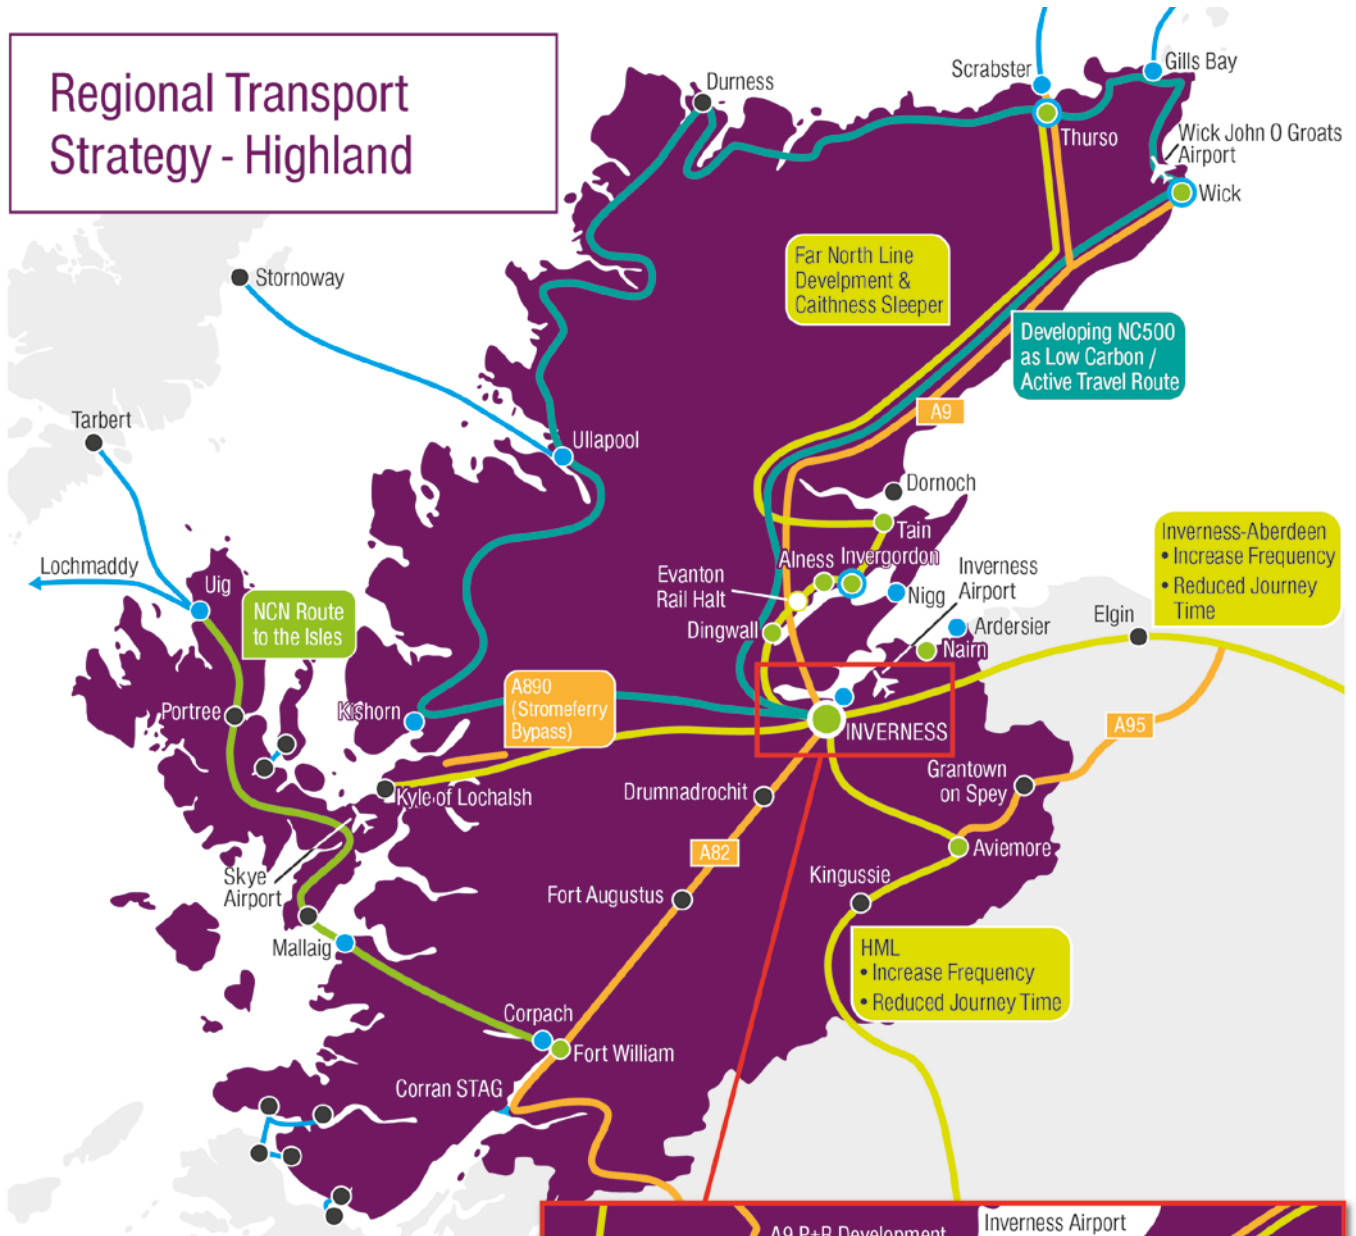 Regional Transport
Strategy - Highland
Durness
Scrabster
Gills Bay
Thurso
Wick John O Groats
Airport
Wick
Stornoway
Far North Line
Develpment &
Caithness Sleeper
Developing NC500
as Low Carbon /
Active Travel Route
A9
Tarbert
Ullapool
Dornoch
Tain
Alness
Invergordon
Inverness-Aberdeen
• Increase Frequency
• Reduced Journey
Time
Lochmaddy
Uig
Evanton
Rail Halt
Nigg
Inverness
Airport
NCN Route
to the Isles
Dingwall
Ardersier
Elgin
Nairn
Portree
Kishorn
A890
(Stromeferry
Bypass)
INVERNESS
A95
Kyle of Lochalsh
Drumnadrochit
Grantown
on Spey
A82
Aviemore
Skye
Airport
Fort Augustus
Kingussie
Mallaig
HML
• Increase Frequency
• Reduced Journey Time
Corpach
Fort William
Corran STAG
A9 P+R Development
Inverness Airport